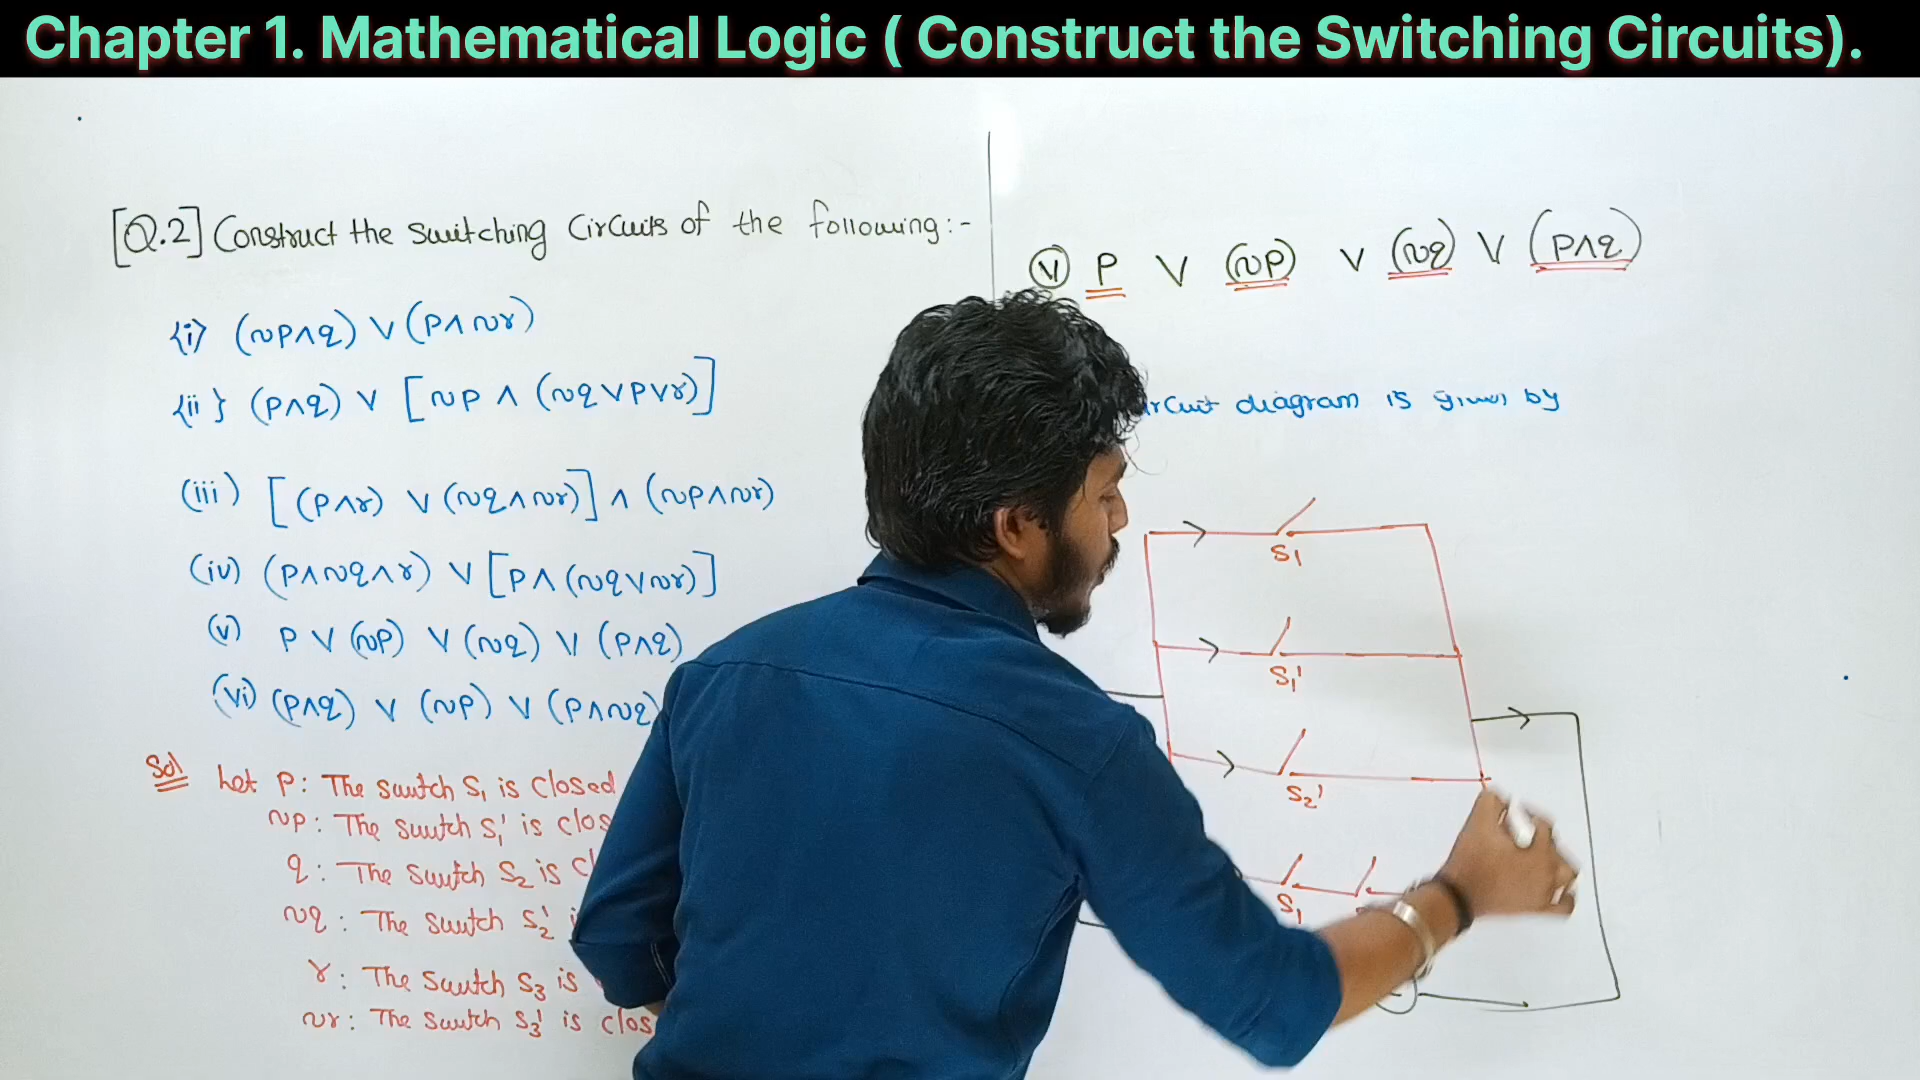 Chapter 1. Mathematical Logic ( Construct the Switching Circuits).
[Q.2] Construct the Switching Circuits of the following:-
{i} (~p∧q) ∨ (p∧~r)
{ii} (p∧q) ∨ [~p ∧ (~q∨p∨r)]
(iii) [(p∧r) ∨ (~q∧~r)] ∧ (~p∧~r)
(iv) (p∧~q∧r) ∨ [p∧(~q∨~r)]
(v) p ∨ (~p) ∨ (~q) ∨ (p∧q)
(vi) (p∧q) ∨ (~p) ∨ (p∧~q)
Sol Let p: The switch S₁ is closed
~p: The switch S₁' is
q: The switch S₂ is
~q: The switch S₂'
r: The switch S₃ is
~r: The switch S₃' is
(v) p ∨ (~p) ∨ (~q) ∨ (p∧q)
diagram is given by
S₁
S₁'
S₂'
S₁